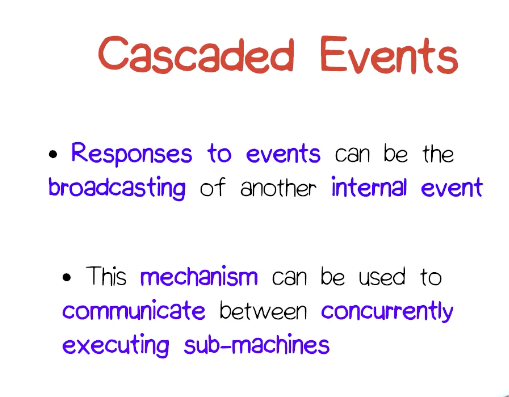 Cascaded Events
• Responses to events can be the
broadcasting of another internal event
• This mechanism can be used to
communicate between concurrently
executing sub-machines